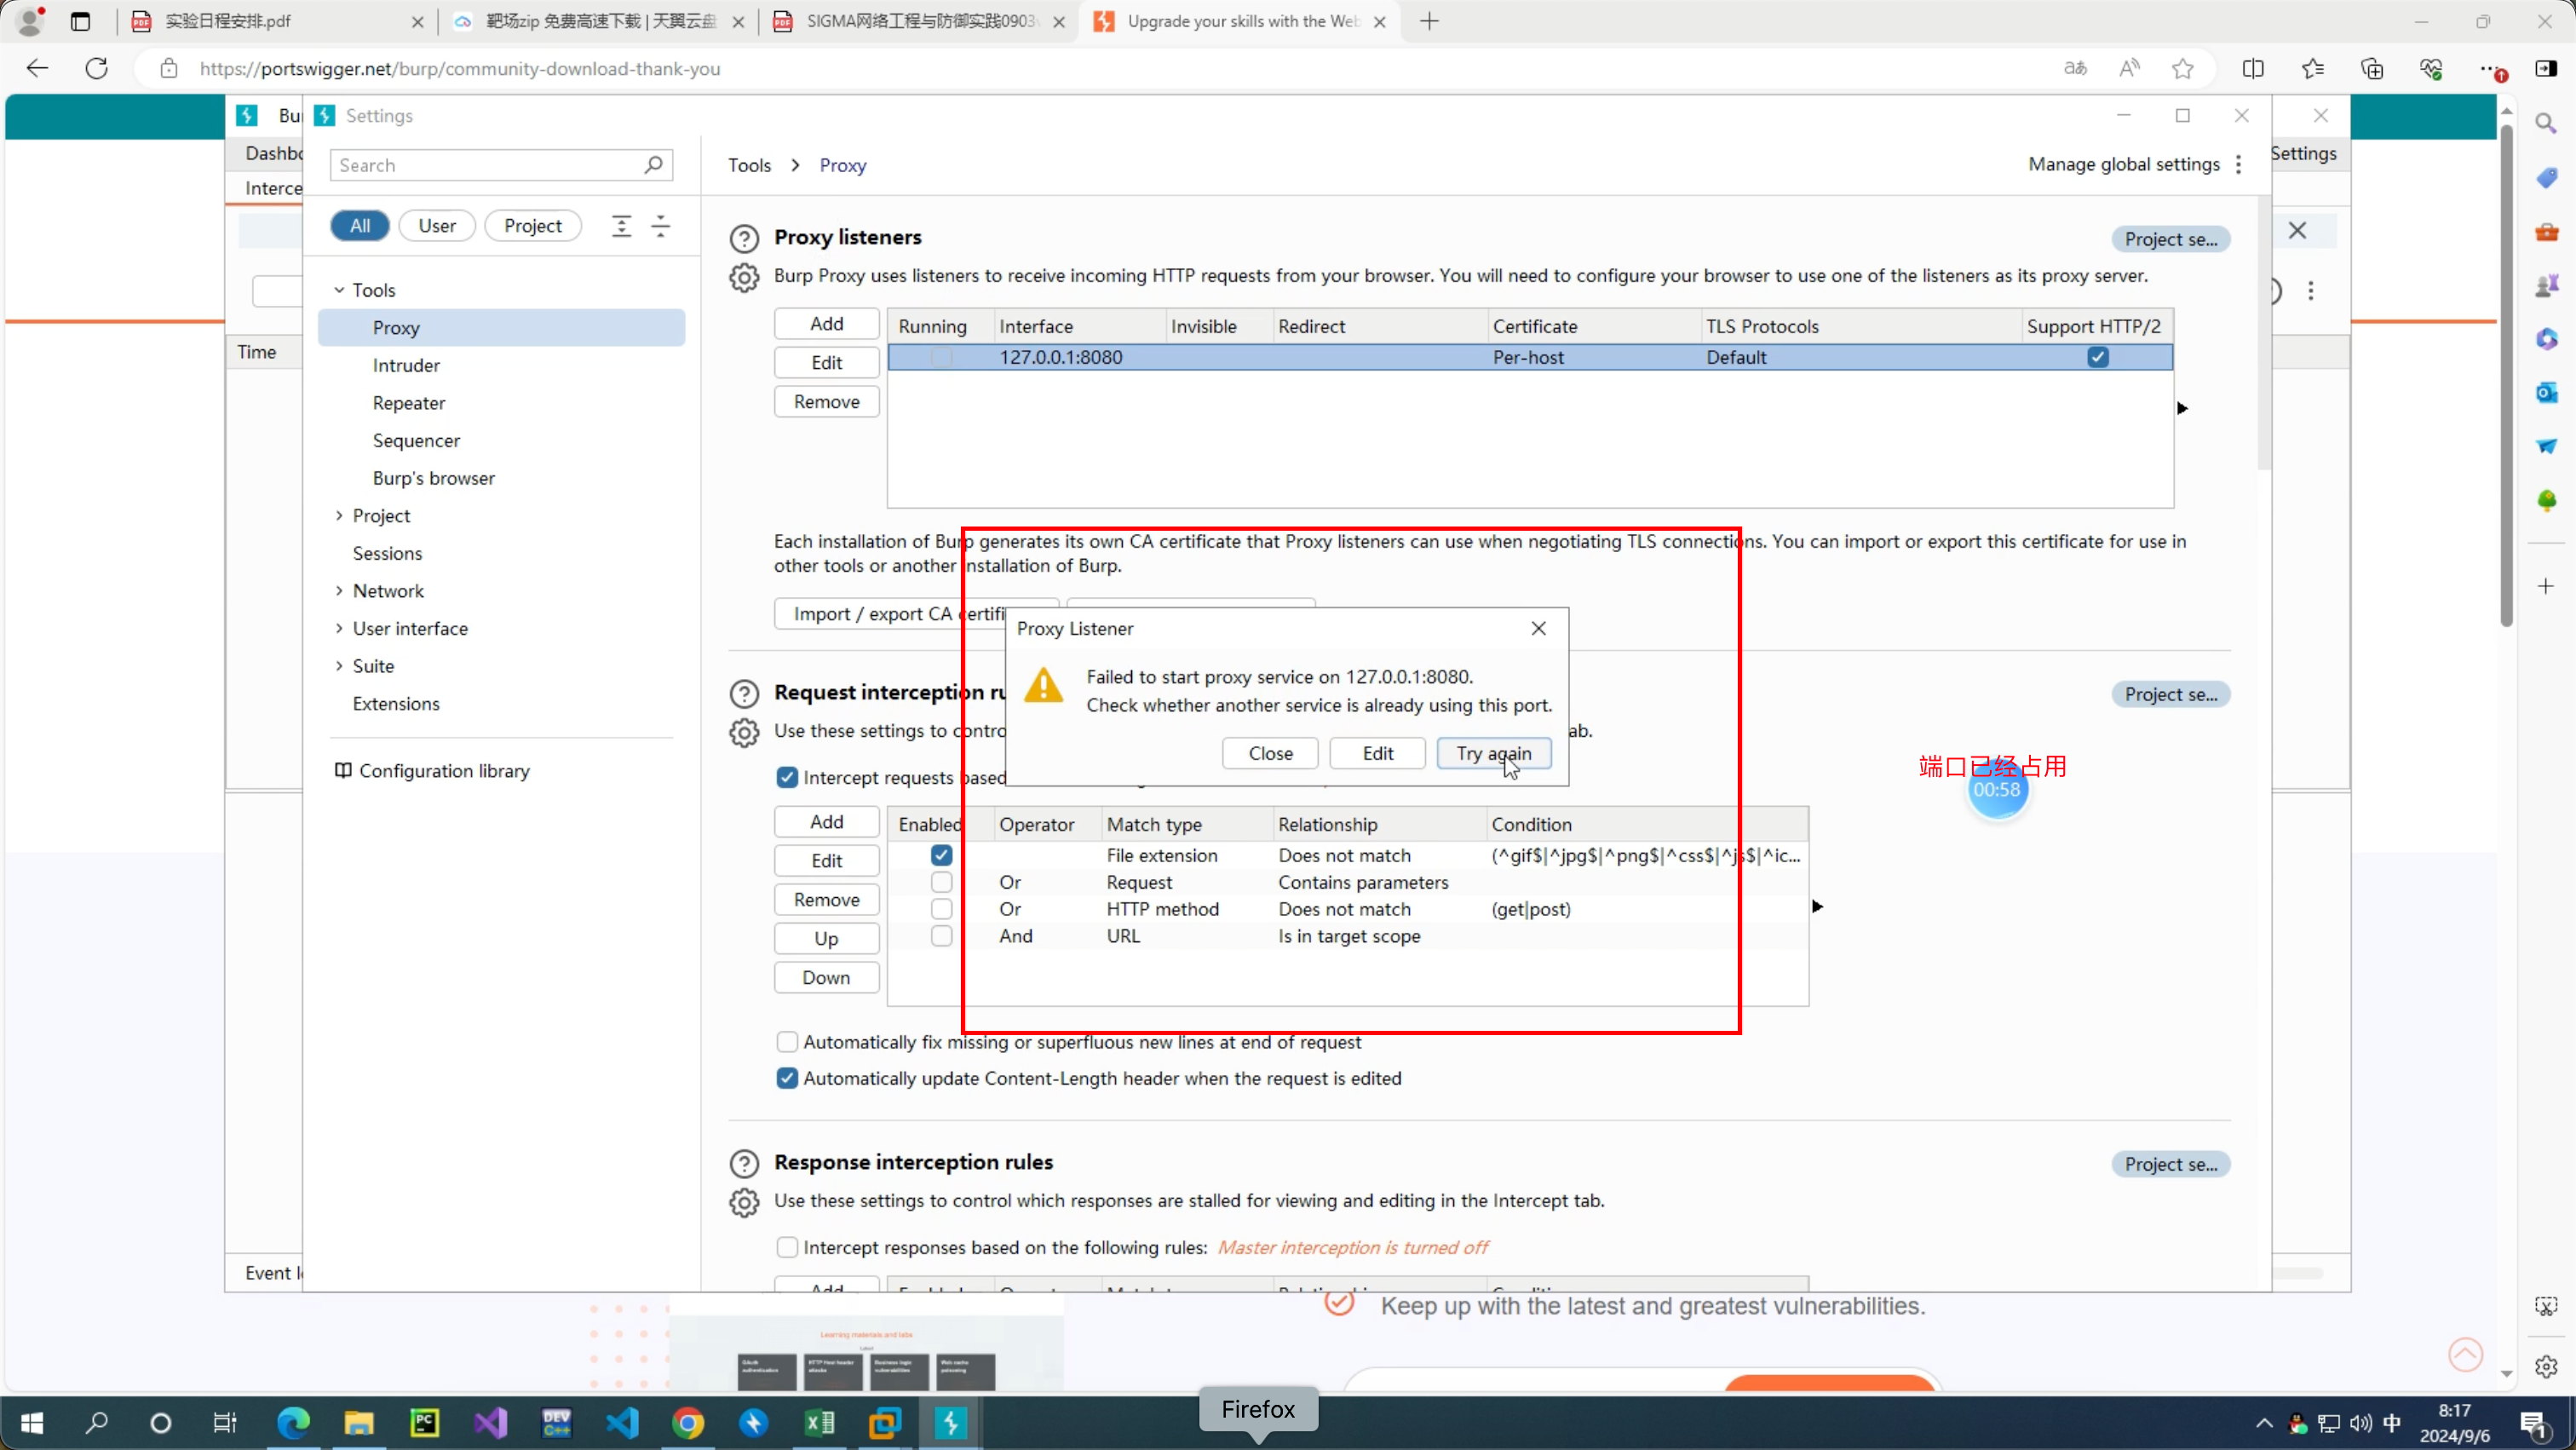 实验日程安排.pdf
靶场zip 免费高速下载 | 天翼云盘
SIGMA网络工程与防御实践0903
Upgrade your skills with the Web
https://portswigger.net/burp/community-download-thank-you
Settings
Search
Tools > Proxy
Manage global settings
Settings
All
User
Project
Proxy listeners
Project se...
Burp Proxy uses listeners to receive incoming HTTP requests from your browser. You will need to configure your browser to use one of the listeners as its proxy server.
Tools
Proxy
Intruder
Repeater
Sequencer
Burp's browser
Project
Sessions
Network
User interface
Suite
Extensions
Configuration library
Time
Add
Edit
Remove
Running Interface Invisible Redirect Certificate TLS Protocols Support HTTP/2
127.0.0.1:8080 Per-host Default
Each installation of Burp generates its own CA certificate that Proxy listeners can use when negotiating TLS connections. You can import or export this certificate for use in
other tools or another installation of Burp.
Import / export CA certifi
Proxy Listener
Failed to start proxy service on 127.0.0.1:8080.
Check whether another service is already using this port.
Close
Edit
Try again
Request interception ru
Project se...
Use these settings to contro
ab.
Intercept requests based
端口已经占用
00:58
Add
Edit
Remove
Up
Down
Enabled Operator Match type Relationship Condition
File extension Does not match (^gif$|^jpg$|^png$|^css$|^js$|^ic...
Or Request Contains parameters
Or HTTP method Does not match (get|post)
And URL Is in target scope
Automatically fix missing or superfluous new lines at end of request
Automatically update Content-Length header when the request is edited
Response interception rules
Project se...
Use these settings to control which responses are stalled for viewing and editing in the Intercept tab.
Intercept responses based on the following rules: Master interception is turned off
Keep up with the latest and greatest vulnerabilities.
Learning materials and labs
Firefox
PC
DEV
C++
中
8:17
2024/9/6
1